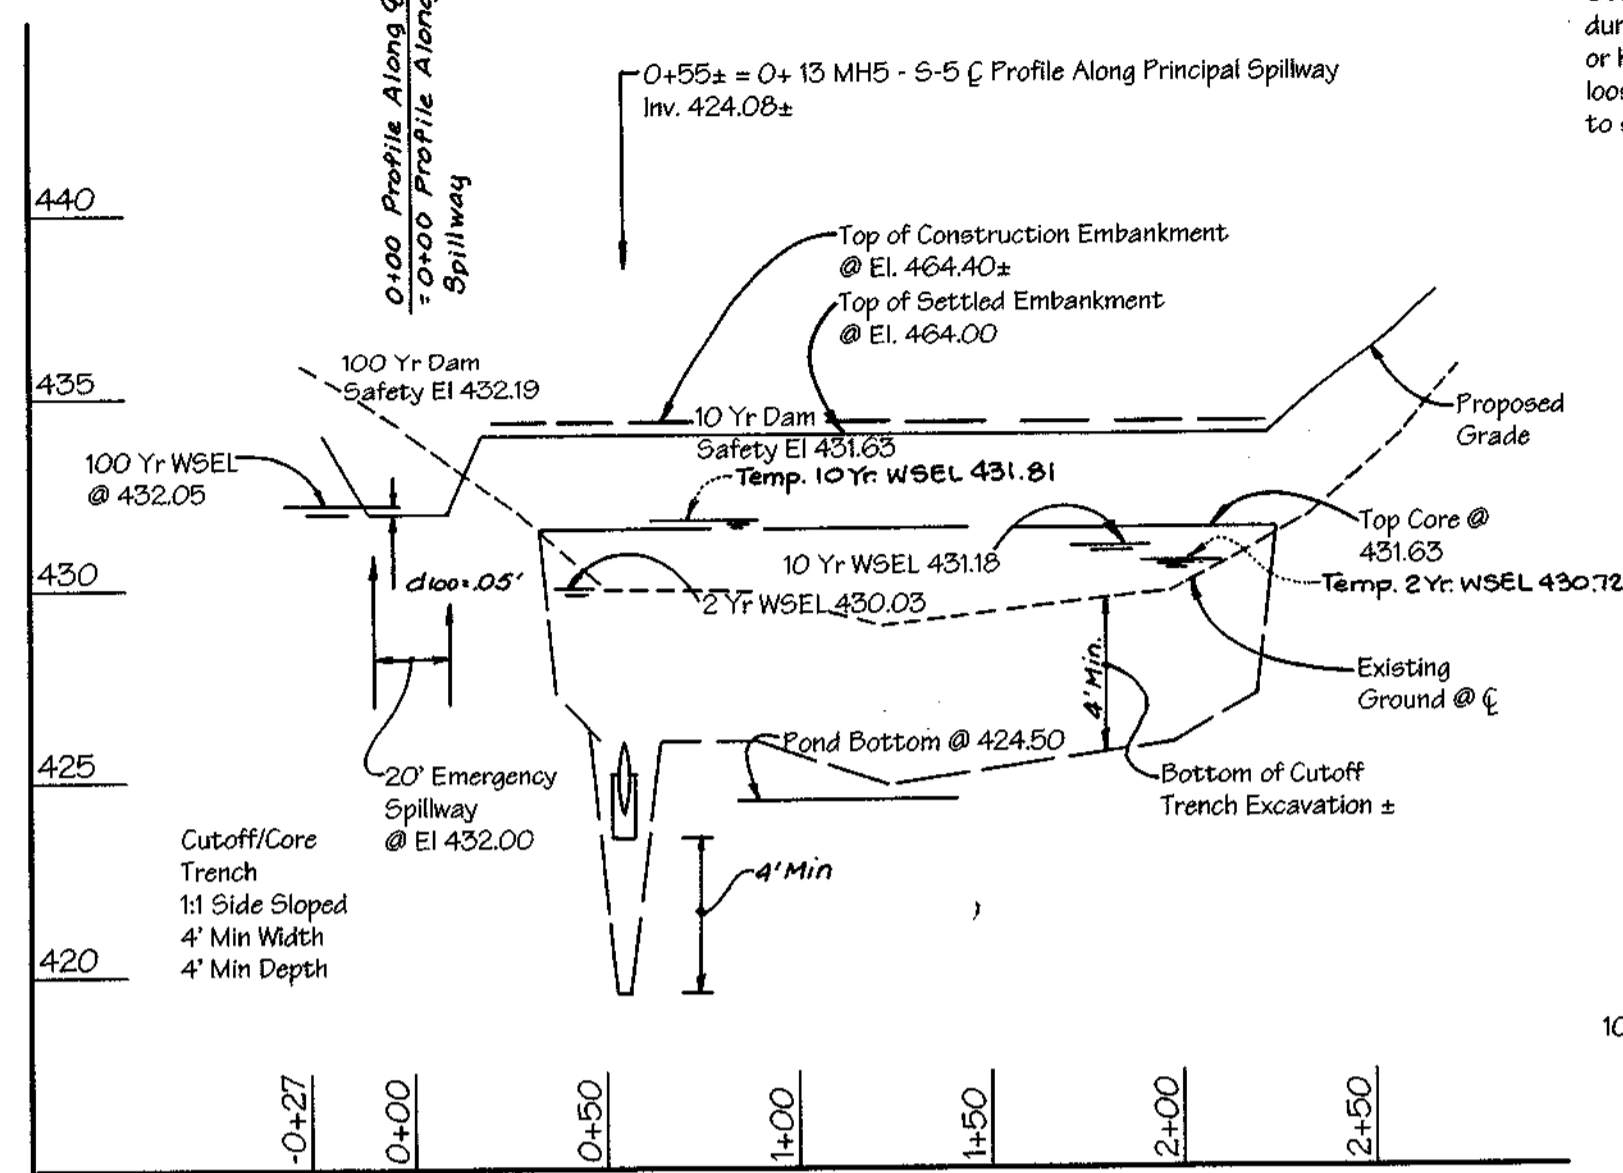 0+00 Profile Along ℄
= 0+00 Profile Along
Spillway
0+55± = 0+ 13 MH5 - S-5 ℄ Profile Along Principal Spillway
Inv. 424.08±
dur
or
loos
to
440
435
430
425
420
Top of Construction Embankment
@ El. 464.40±
Top of Settled Embankment
@ El. 464.00
100 Yr Dam
Safety El 432.19
10 Yr Dam
Safety El 431.63
Temp. 10 Yr. WSEL 431.81
Proposed
Grade
100 Yr WSEL
@ 432.05
Top Core @
431.63
10 Yr WSEL 431.18
Temp. 2 Yr. WSEL 430.72
d100=.05'
2 Yr WSEL 430.03
4' Min.
Existing
Ground @ ℄
Pond Bottom @ 424.50
20' Emergency
Spillway
@ El 432.00
Bottom of Cutoff
Trench Excavation ±
Cutoff/Core
Trench
1:1 Side Sloped
4' Min Width
4' Min Depth
4' Min
10
-0+27
0+00
0+50
1+00
1+50
2+00
2+50